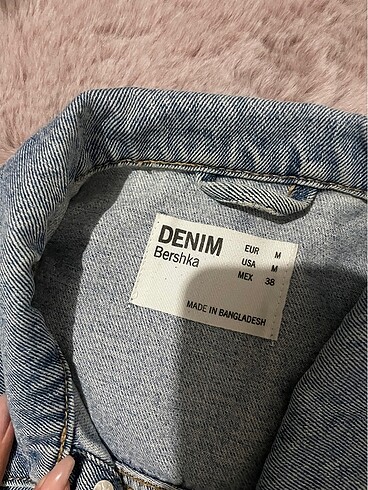 DENIM
Bershka
EUR M
USA M
MEX 38
MADE IN BANGLADESH